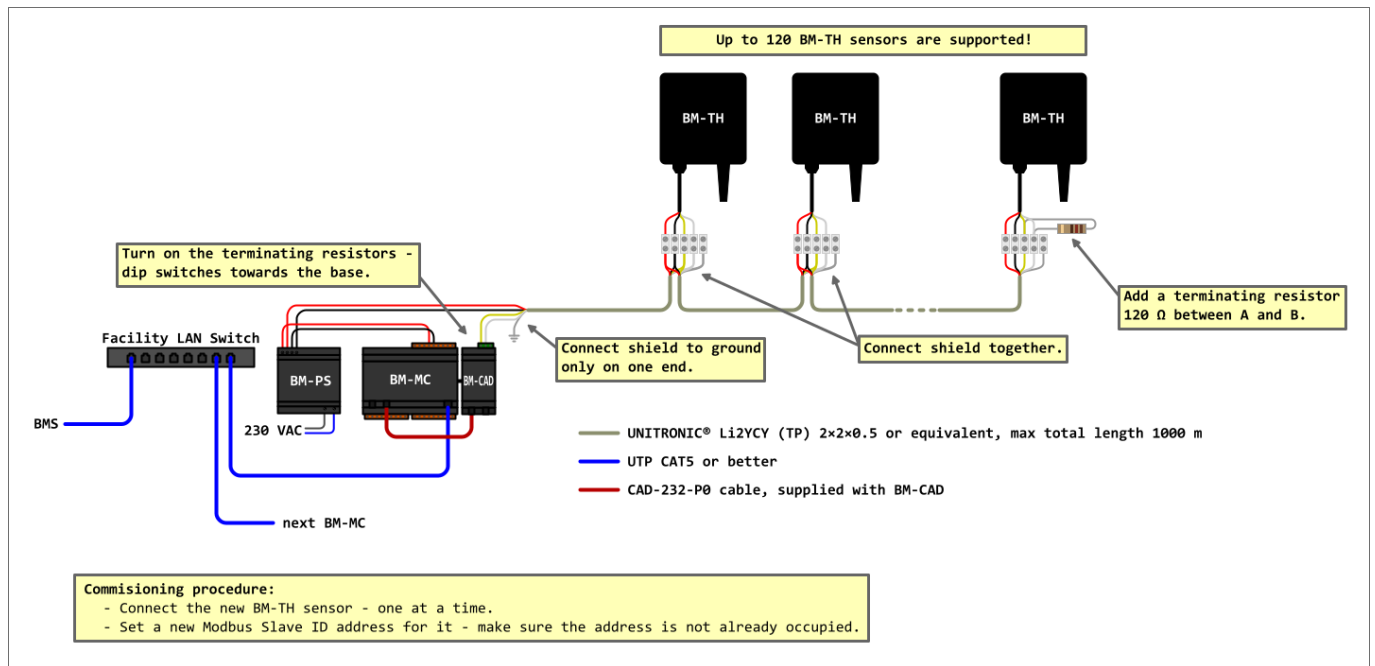 Up to 120 BM-TH sensors are supported!
BM-TH
BM-TH
BM-TH
Turn on the terminating resistors -
dip switches towards the base.
Add a terminating resistor
120 Ω between A and B.
Facility LAN Switch
Connect shield to ground
only on one end.
Connect shield together.
BM-PS
BM-MC
BM-CAD
BMS
230 VAC
UNITRONIC® Li2YCY (TP) 2×2×0.5 or equivalent, max total length 1000 m
UTP CAT5 or better
CAD-232-P0 cable, supplied with BM-CAD
next BM-MC
Commisioning procedure:
- Connect the new BM-TH sensor - one at a time.
- Set a new Modbus Slave ID address for it - make sure the address is not already occupied.